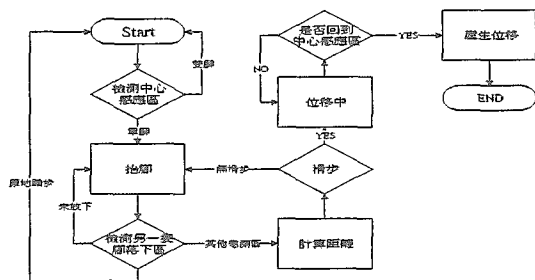 Start
雙腳
檢測中心
感應區
單腳
抬腳
原地踏步
未放下
檢測另一隻
腳落下區
其他電網區
計算距離
滑步
無滑步
YES
位移中
NO
是否回到
中心感應區
YES
產生位移
END